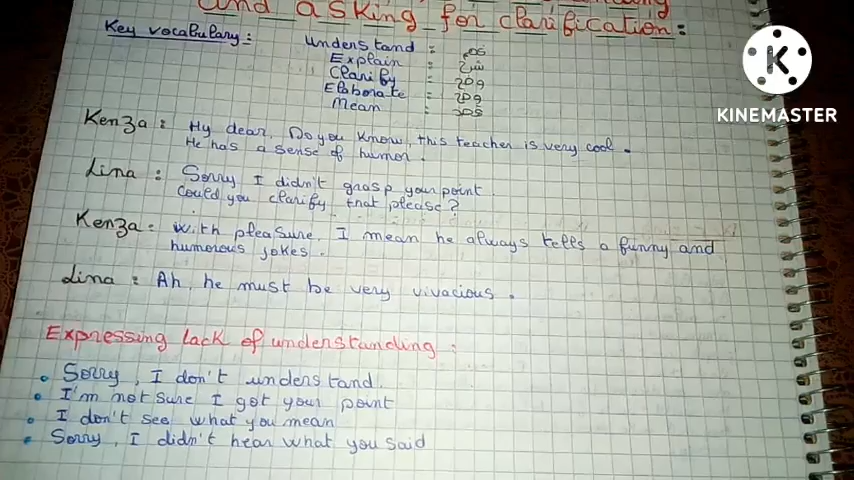 and asking for clarification :
Key vocabulary :
Understand :
Explain : شرح
Clarify :
Elaborate :
Mean :
Kenza : Hy dear, Do you know, this teacher is very cool.
He has a sense of humor.
Lina : Sorry I didn't grasp your point.
Could you clarify that please?
Kenza : With pleasure, I mean he always tells a funny and
humorous jokes.
Lina : Ah, he must be very vivacious.
Expressing lack of understanding :
• Sorry, I don't understand.
• I'm not sure I got your point
• I don't see what you mean
• Sorry, I didn't hear what you said
K
KINEMASTER